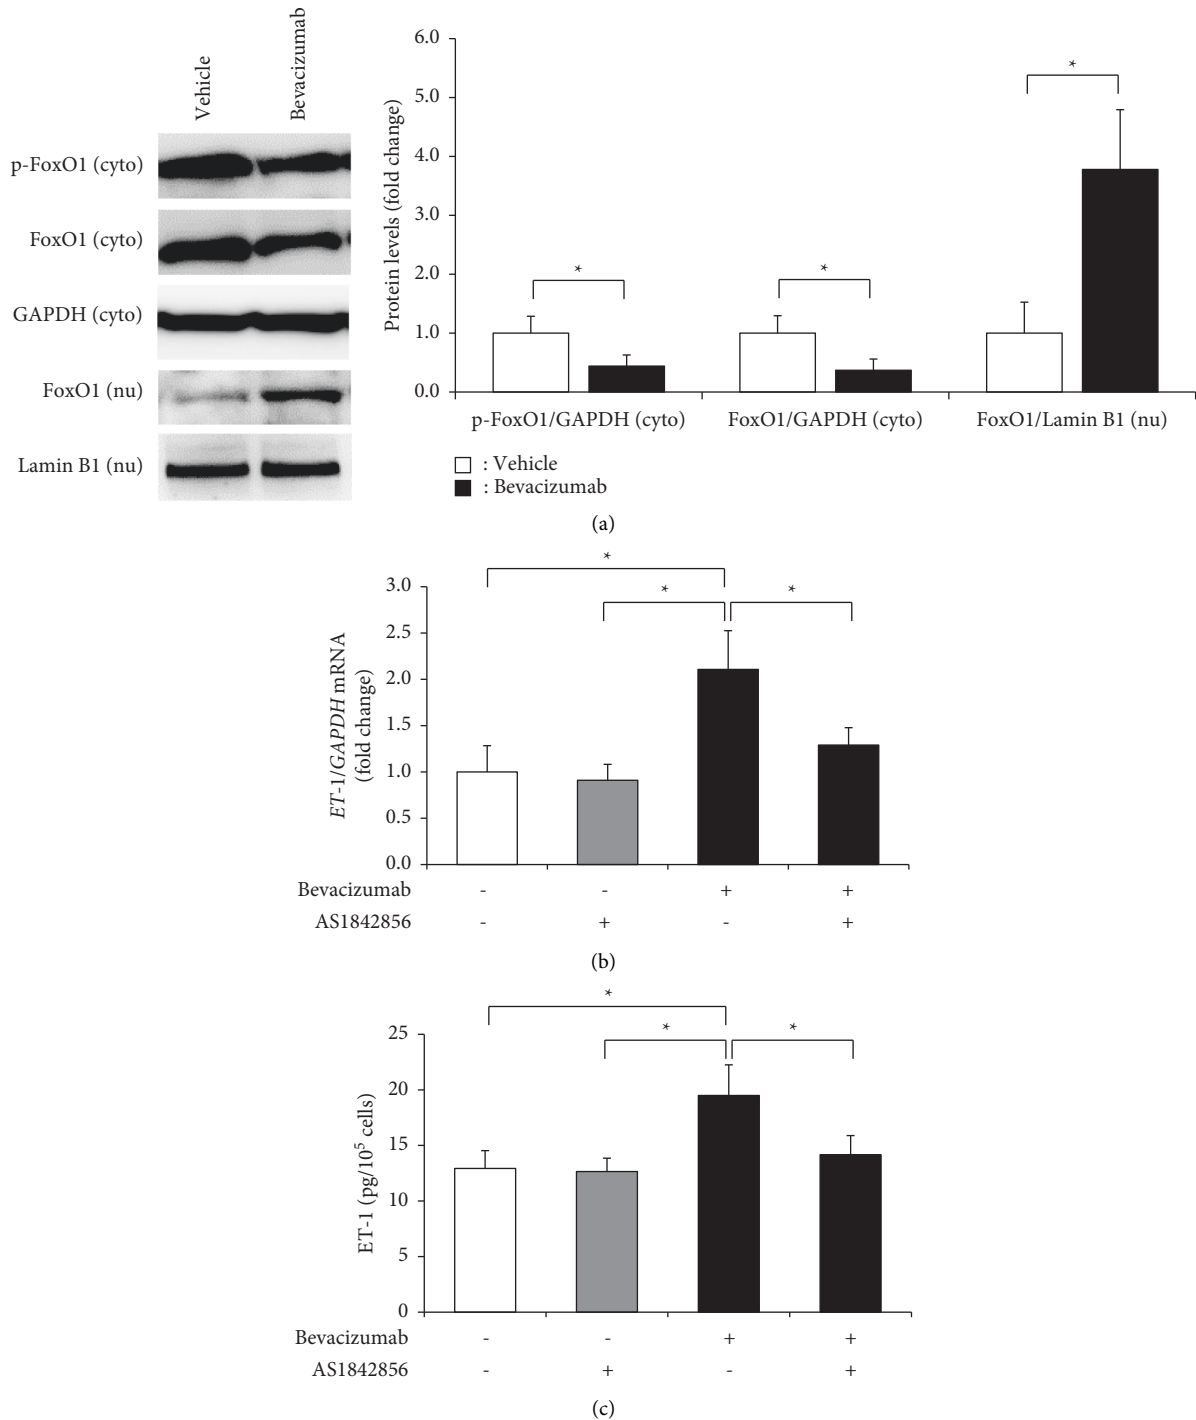 Vehicle
Bevacizumab
p-FoxO1 (cyto)
FoxO1 (cyto)
GAPDH (cyto)
FoxO1 (nu)
Lamin B1 (nu)
Protein levels (fold change)
6.0
5.0
4.0
3.0
2.0
1.0
0.0
*
*
*
p-FoxO1/GAPDH (cyto)
FoxO1/GAPDH (cyto)
FoxO1/Lamin B1 (nu)
: Vehicle
: Bevacizumab
(a)
ET-1/GAPDH mRNA
(fold change)
3.0
2.5
2.0
1.5
1.0
0.5
0.0
*
*
*
Bevacizumab - - + +
AS1842856 - + - +
(b)
ET-1 (pg/10⁵ cells)
25
20
15
10
5
0
*
*
*
Bevacizumab - - + +
AS1842856 - + - +
(c)